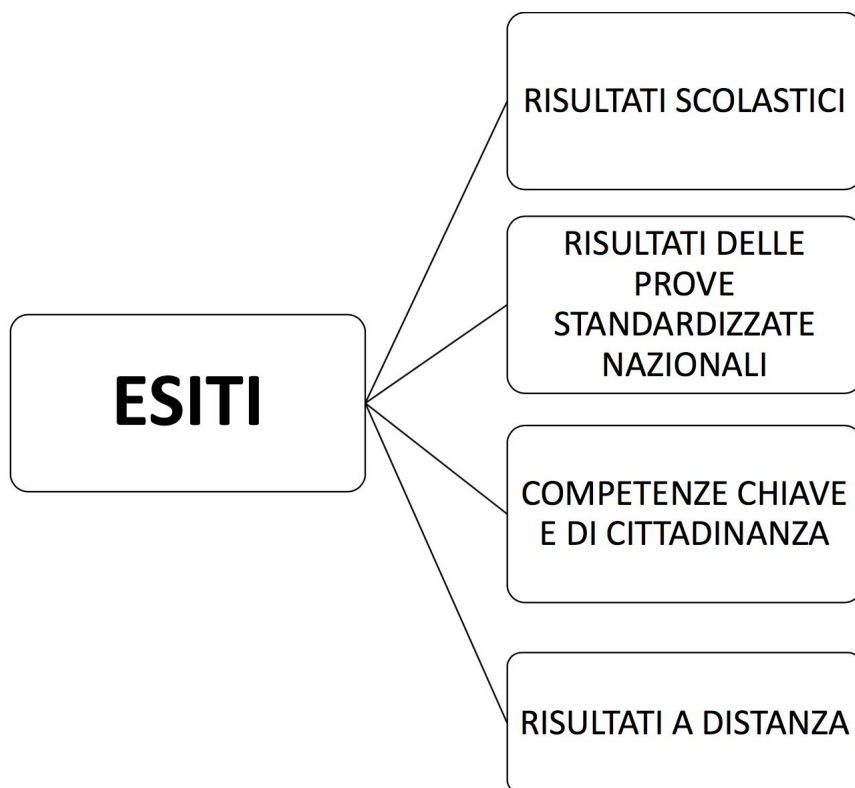 ESITI
RISULTATI SCOLASTICI
RISULTATI DELLE
PROVE
STANDARDIZZATE
NAZIONALI
COMPETENZE CHIAVE
E DI CITTADINANZA
RISULTATI A DISTANZA